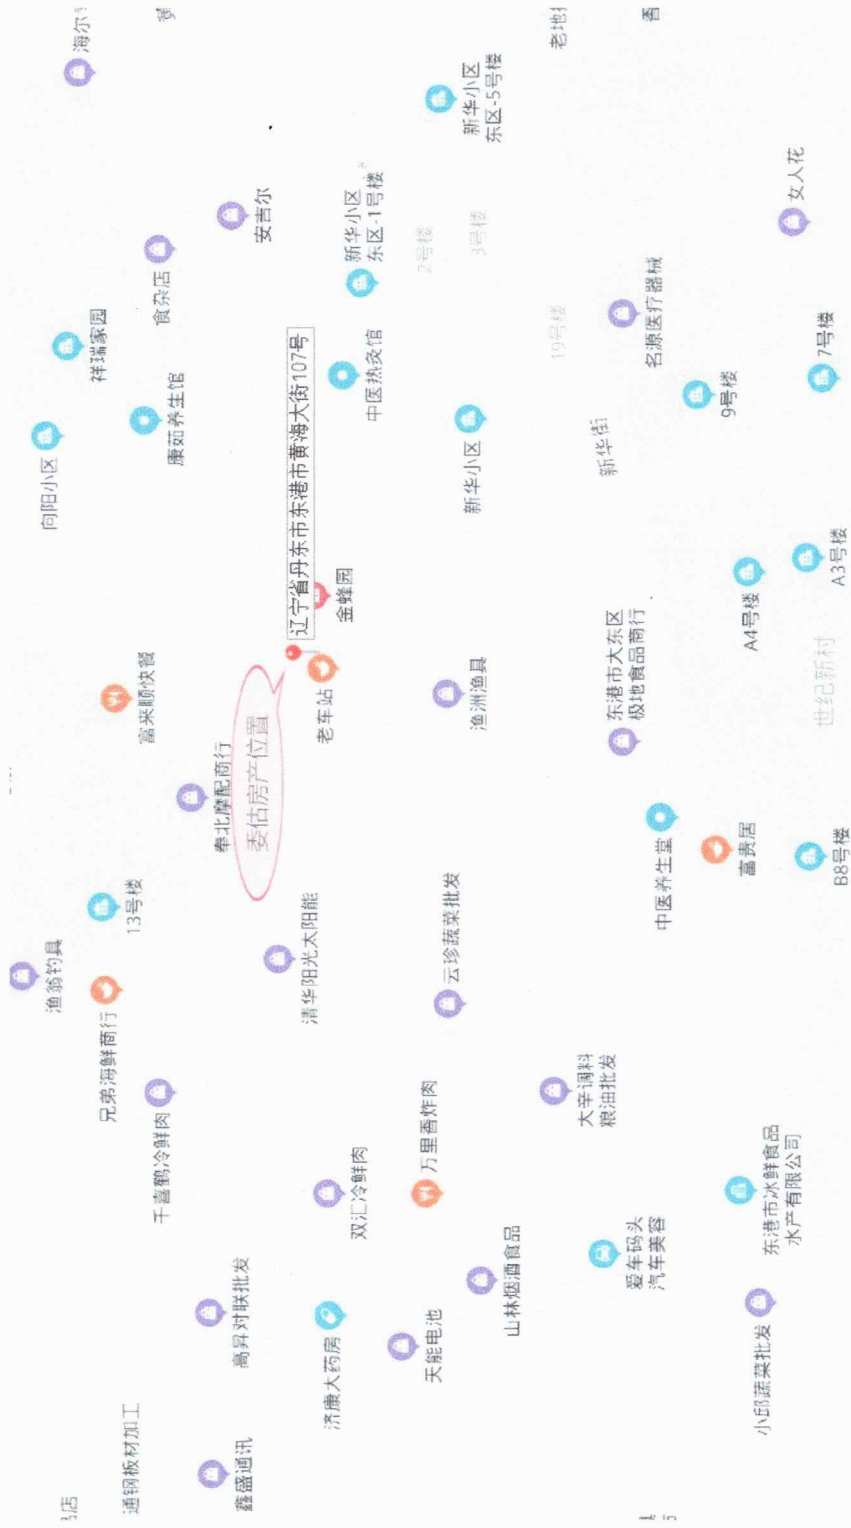 向阳小区
祥瑞家园
海尔
渔翁钓具
13号楼
富来顺快餐
康茹养生馆
食杂店
安吉尔
兄弟海鲜商行
千喜鹤冷鲜肉
奉北摩配商行
委估房产位置
辽宁省丹东市东港市黄海大街107号
金蜂园
老车站
中医热灸馆
新华小区
东区-1号楼
新华小区
东区-5号楼
2号楼
3号楼
19号楼
老地
香
通钢板材加工
鑫盛通讯
高昇对联批发
清华阳光太阳能
双汇冷鲜肉
济康大药房
万里香炸肉
天能电池
云珍蔬菜批发
渔洲渔具
新华小区
山林烟酒食品
大辛调料
粮油批发
东港市大东区
极地食品商行
新华街
名源医疗器械
女人花
爱车码头
汽车美容
中医养生堂
富贵居
A4号楼
9号楼
7号楼
东港市冰鲜食品
水产有限公司
小邱蔬菜批发
B8号楼
世纪新村
A3号楼
店